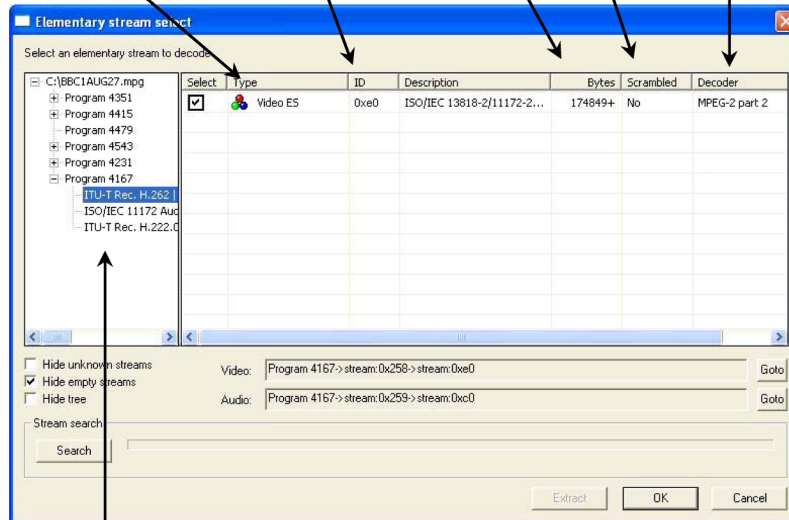 Elementary stream select
Select an elementary stream to decode
C:\BBC1AUG27.mpg
Program 4351
Program 4415
Program 4479
Program 4543
Program 4231
Program 4167
ITU-T Rec. H.262 |
ISO/IEC 11172 Aud
ITU-T Rec. H.222.0
Select Type ID Description Bytes Scrambled Decoder
Video ES 0xe0 ISO/IEC 13818-2/11172-2... 174849+ No MPEG-2 part 2
Hide unknown streams
Hide empty streams
Hide tree
Video: Program 4167->stream:0x258->stream:0xe0 Goto
Audio: Program 4167->stream:0x259->stream:0xc0 Goto
Stream search
Search
Extract OK Cancel